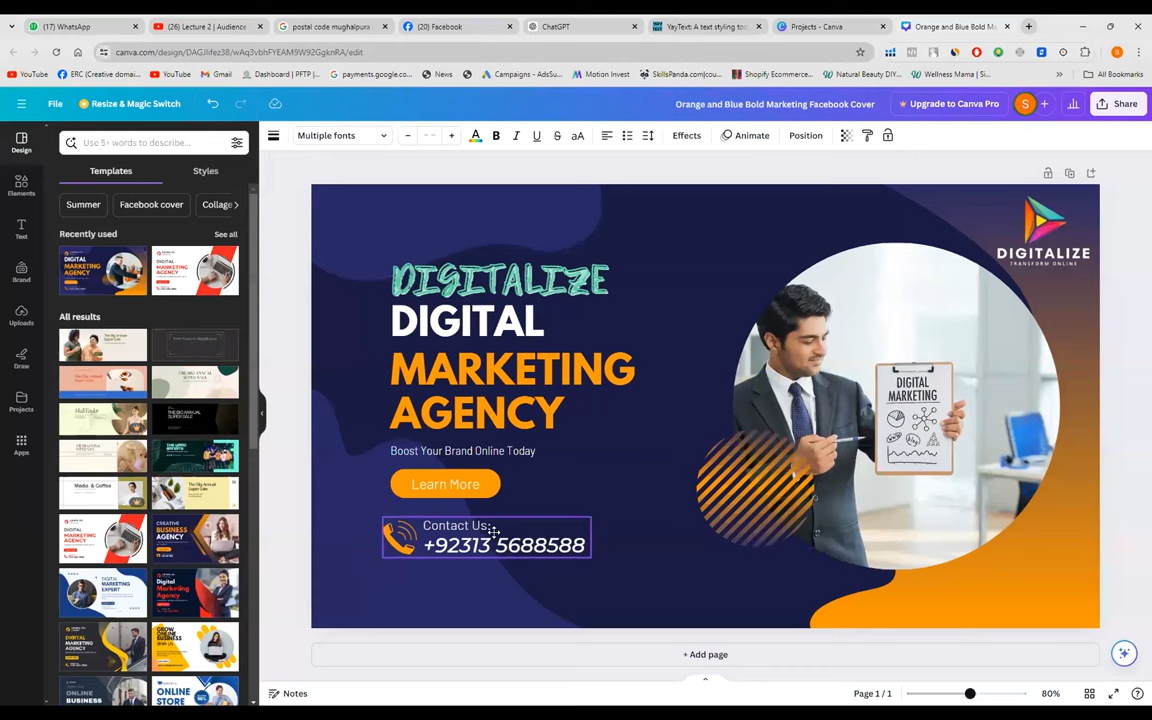 (17) WhatsApp
(26) Lecture 2 | Audience
postal code mughalpura
(20) Facebook
ChatGPT
YayText: A text styling too
Projects - Canva
Orange and Blue Bold M
canva.com/design/DAGJIifez38/wAq3vbhFYEAM9W92GgknRA/edit
YouTube
ERC (Creative domai...
YouTube
Gmail
Dashboard | PFTP |...
payments.google.co...
News
Campaigns - AdsSu...
Motion Invest
SkillsPanda.com|cou...
Shopify Ecommerce...
Natural Beauty DIY...
Wellness Mama | Si...
All Bookmarks
File
Resize & Magic Switch
Orange and Blue Bold Marketing Facebook Cover
Upgrade to Canva Pro
S
Share
Design
Use 5+ words to describe...
Multiple fonts
A
B
I
U
S
aA
Effects
Animate
Position
Templates
Styles
Elements
Summer
Facebook cover
Collage
Text
Recently used
See all
Brand
Uploads
All results
Draw
Projects
Apps
DIGITALIZE
TRANSFORM ONLINE
DIGITALIZE
DIGITAL
MARKETING
AGENCY
Boost Your Brand Online Today
Learn More
Contact Us:
+92313 5688588
DIGITAL
MARKETING
+ Add page
Notes
Page 1 / 1
80%